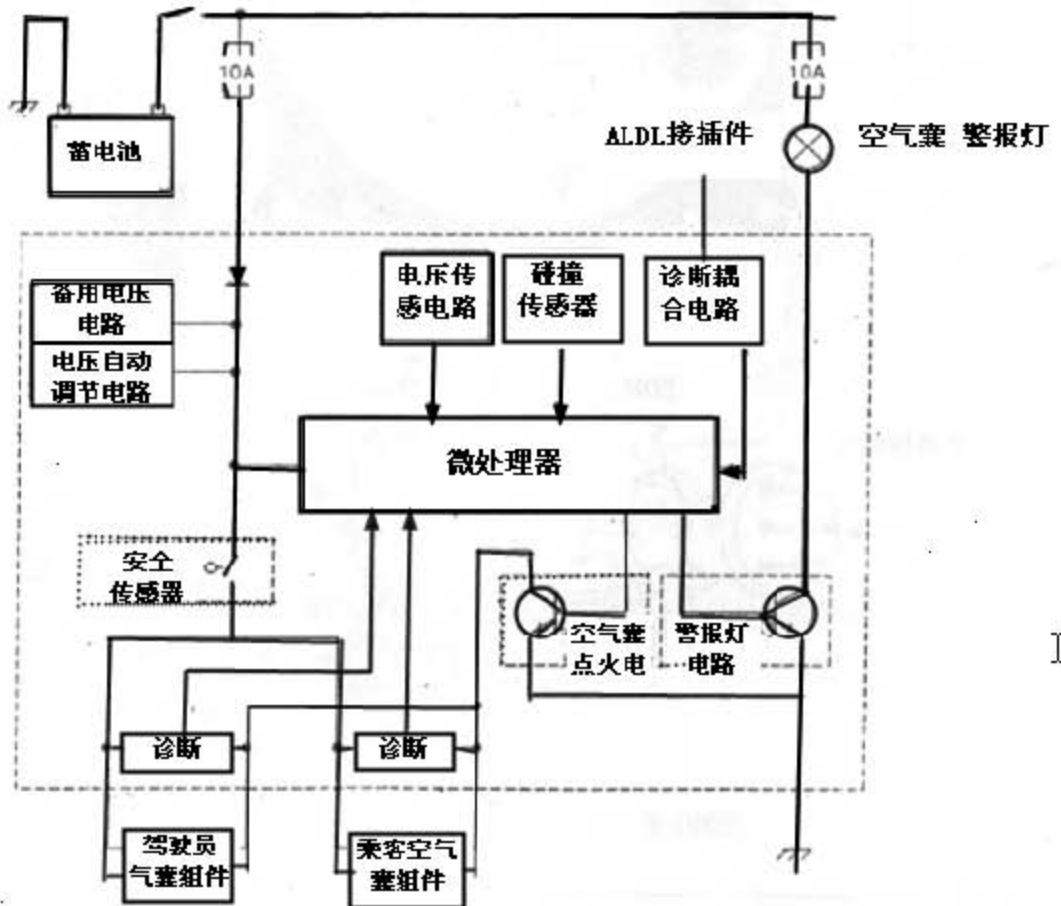 10A
10A
蓄电池
ALDL接插件
空气囊 警报灯
备用电压
电路
电压自动
调节电路
电压传
感电路
碰撞
传感器
诊断耦
合电路
微处理器
安全
传感器
空气囊
点火电
警报灯
电路
诊断
诊断
驾驶员
气囊组件
乘客空气
囊组件